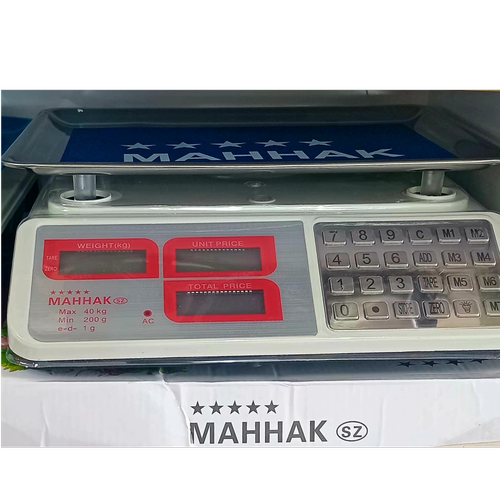 ★★★★★
MAHHAK
WEIGHT(kg)
TARE
ZERO
UNIT PRICE
TOTAL PRICE
★★★★★
MAHHAK SZ
Max 40 kg
Min 200 g
e-d= 1 g
AC
7 8 9 C M1 M2
4 5 6 ADD M3 M4
1 2 3 TARE M5 M6
0 • STORE ZERO
★★★★★
MAHHAK SZ